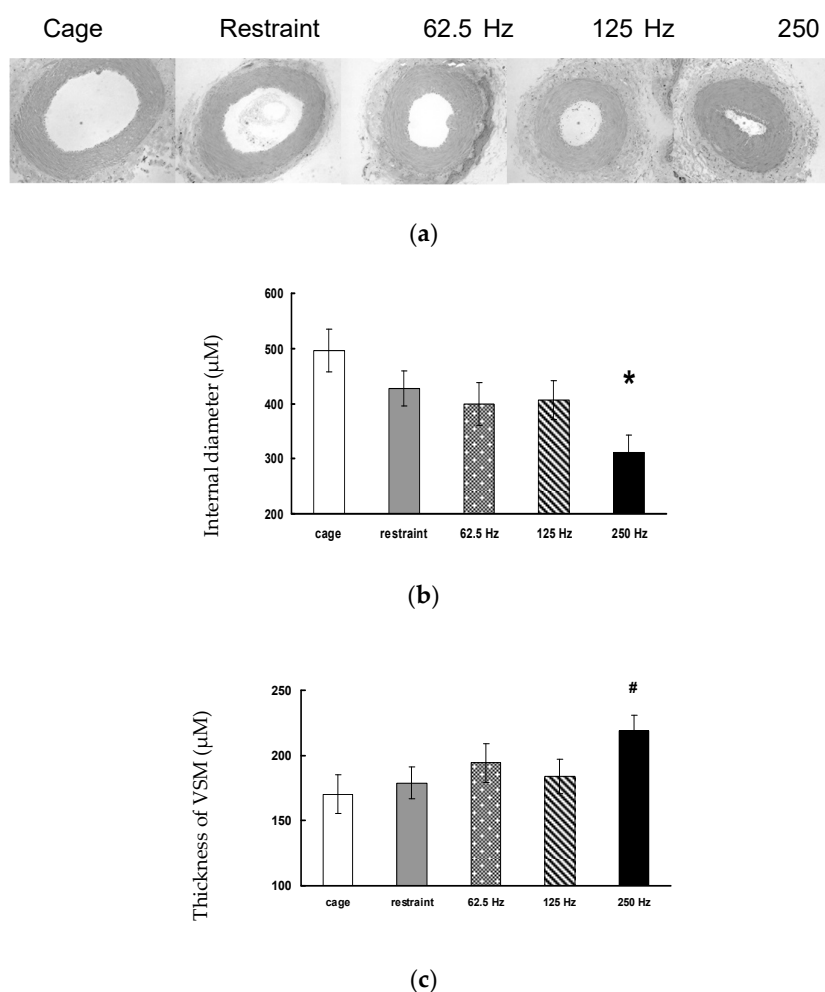 Cage Restraint 62.5 Hz 125 Hz 250
(a)
Internal diameter (µM)
600
500
400
300
200
*
cage restraint 62.5 Hz 125 Hz 250 Hz
(b)
Thickness of VSM (µM)
250
200
150
100
#
cage restraint 62.5 Hz 125 Hz 250 Hz
(c)